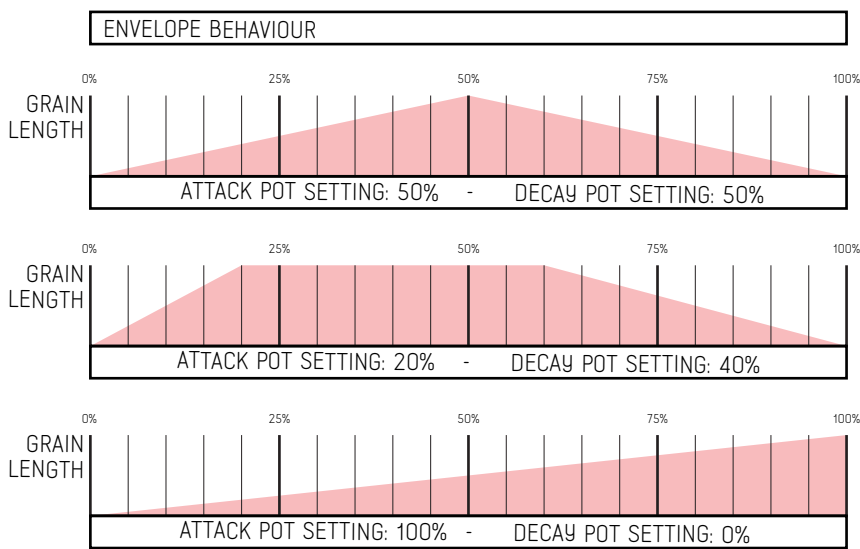 ENVELOPE BEHAVIOUR
0% 25% 50% 75% 100%
GRAIN
LENGTH
ATTACK POT SETTING: 50% - DECAY POT SETTING: 50%
0% 25% 50% 75% 100%
GRAIN
LENGTH
ATTACK POT SETTING: 20% - DECAY POT SETTING: 40%
0% 25% 50% 75% 100%
GRAIN
LENGTH
ATTACK POT SETTING: 100% - DECAY POT SETTING: 0%